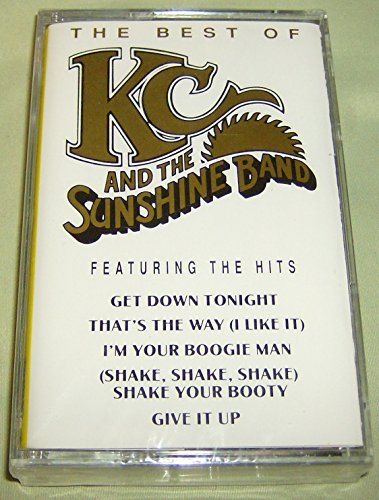 THE BEST OF
KC
AND THE
SUNSHINE BAND
FEATURING THE HITS
GET DOWN TONIGHT
THAT'S THE WAY (I LIKE IT)
I'M YOUR BOOGIE MAN
(SHAKE, SHAKE, SHAKE)
SHAKE YOUR BOOTY
GIVE IT UP